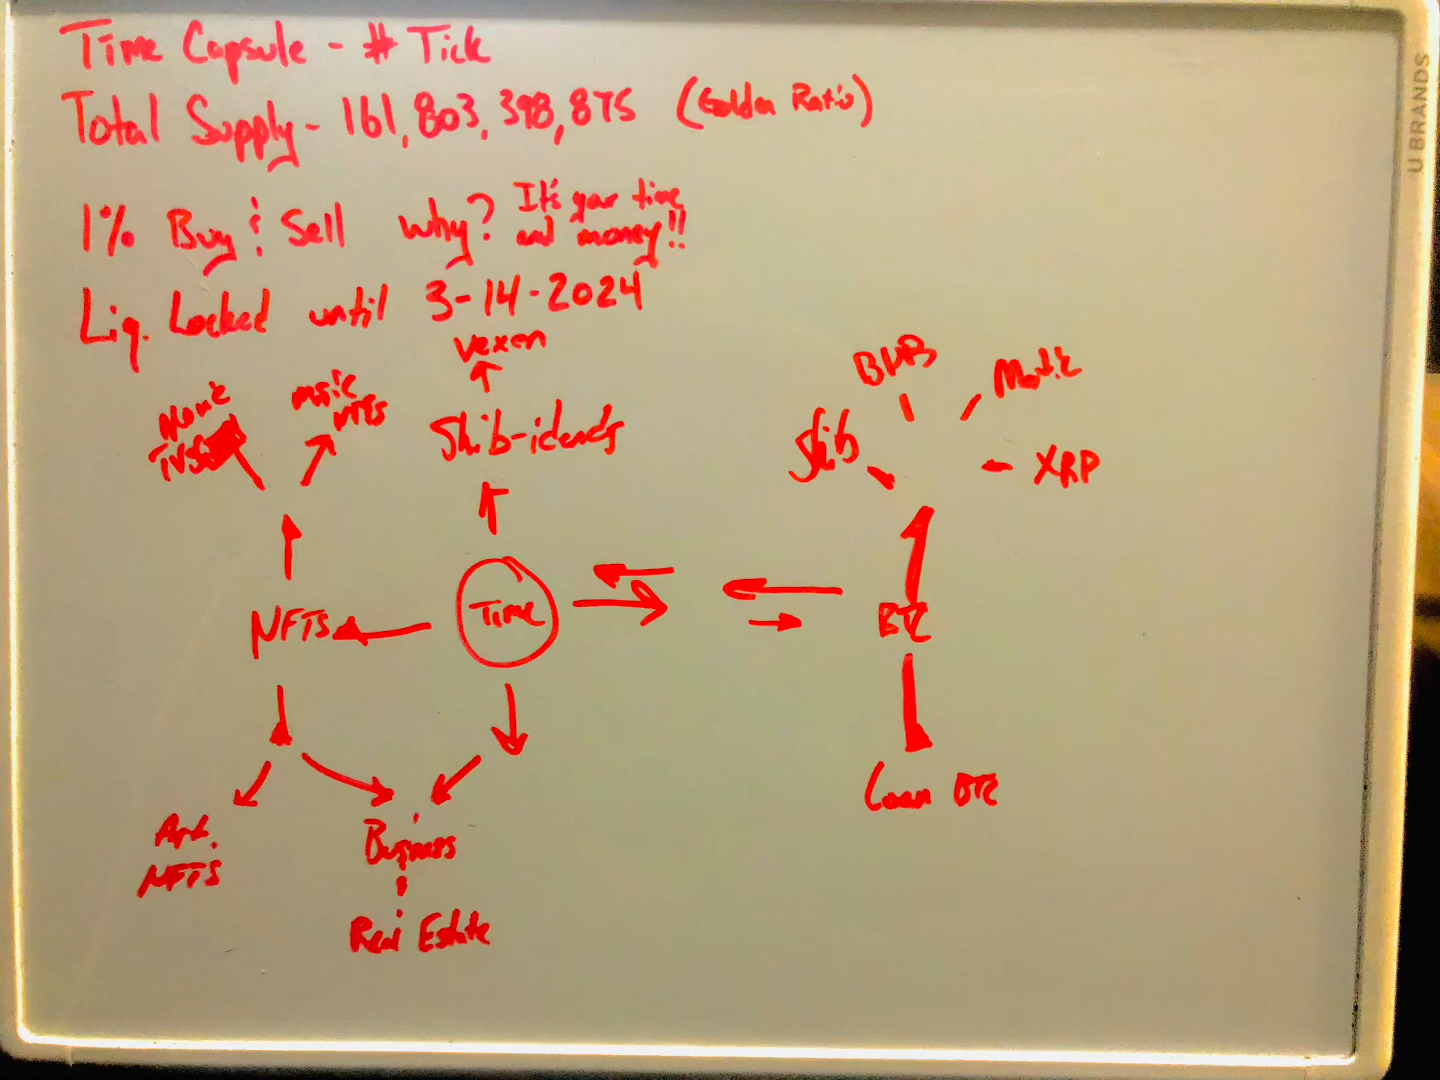 Time Capsule - # Tick
Total Supply - 161,803,398,875 (Golden Ratio)
1% Buy & Sell why? It's your time
and money!!
Liq. Locked until 3-14-2024
Vexen
Music
NFTS
Shib-idends
BNB
Matic
Shib
XRP
NFTS
Time
BTC
Loan BTC
Art.
NFTS
Business
Real Estate
U BRANDS